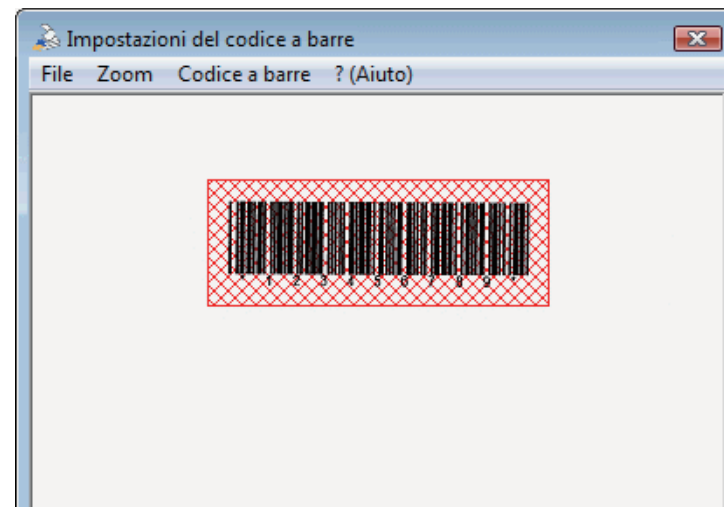 Impostazioni del codice a barre
File Zoom Codice a barre ? (Aiuto)
* 1 2 3 4 5 6 7 8 9 *